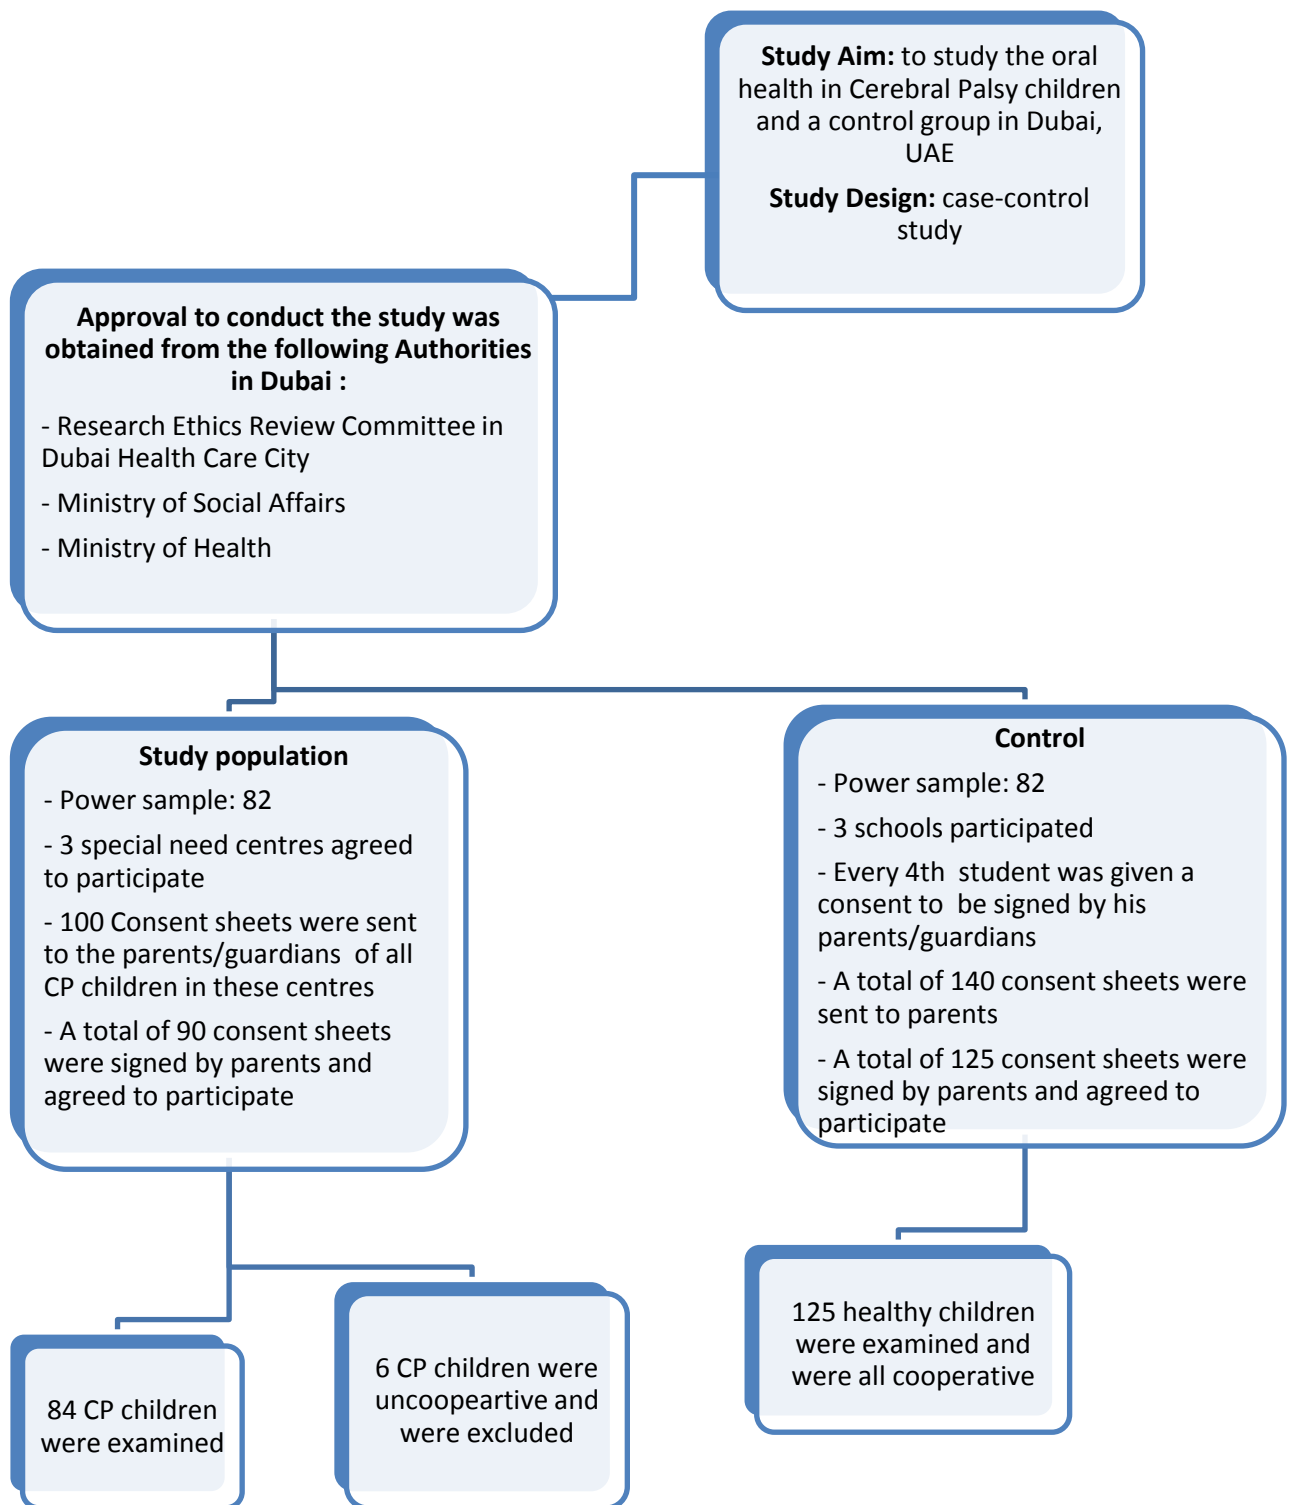 Study Aim: to study the oral
health in Cerebral Palsy children
and a control group in Dubai,
UAE
Study Design: case-control
study
Approval to conduct the study was
obtained from the following Authorities
in Dubai :
- Research Ethics Review Committee in
Dubai Health Care City
- Ministry of Social Affairs
- Ministry of Health
Study population
- Power sample: 82
- 3 special need centres agreed
to participate
- 100 Consent sheets were sent
to the parents/guardians of all
CP children in these centres
- A total of 90 consent sheets
were signed by parents and
agreed to participate
Control
- Power sample: 82
- 3 schools participated
- Every 4th student was given a
consent to be signed by his
parents/guardians
- A total of 140 consent sheets were
sent to parents
- A total of 125 consent sheets were
signed by parents and agreed to
participate
84 CP children
were examined
6 CP children were
uncoopeartive and
were excluded
125 healthy children
were examined and
were all cooperative